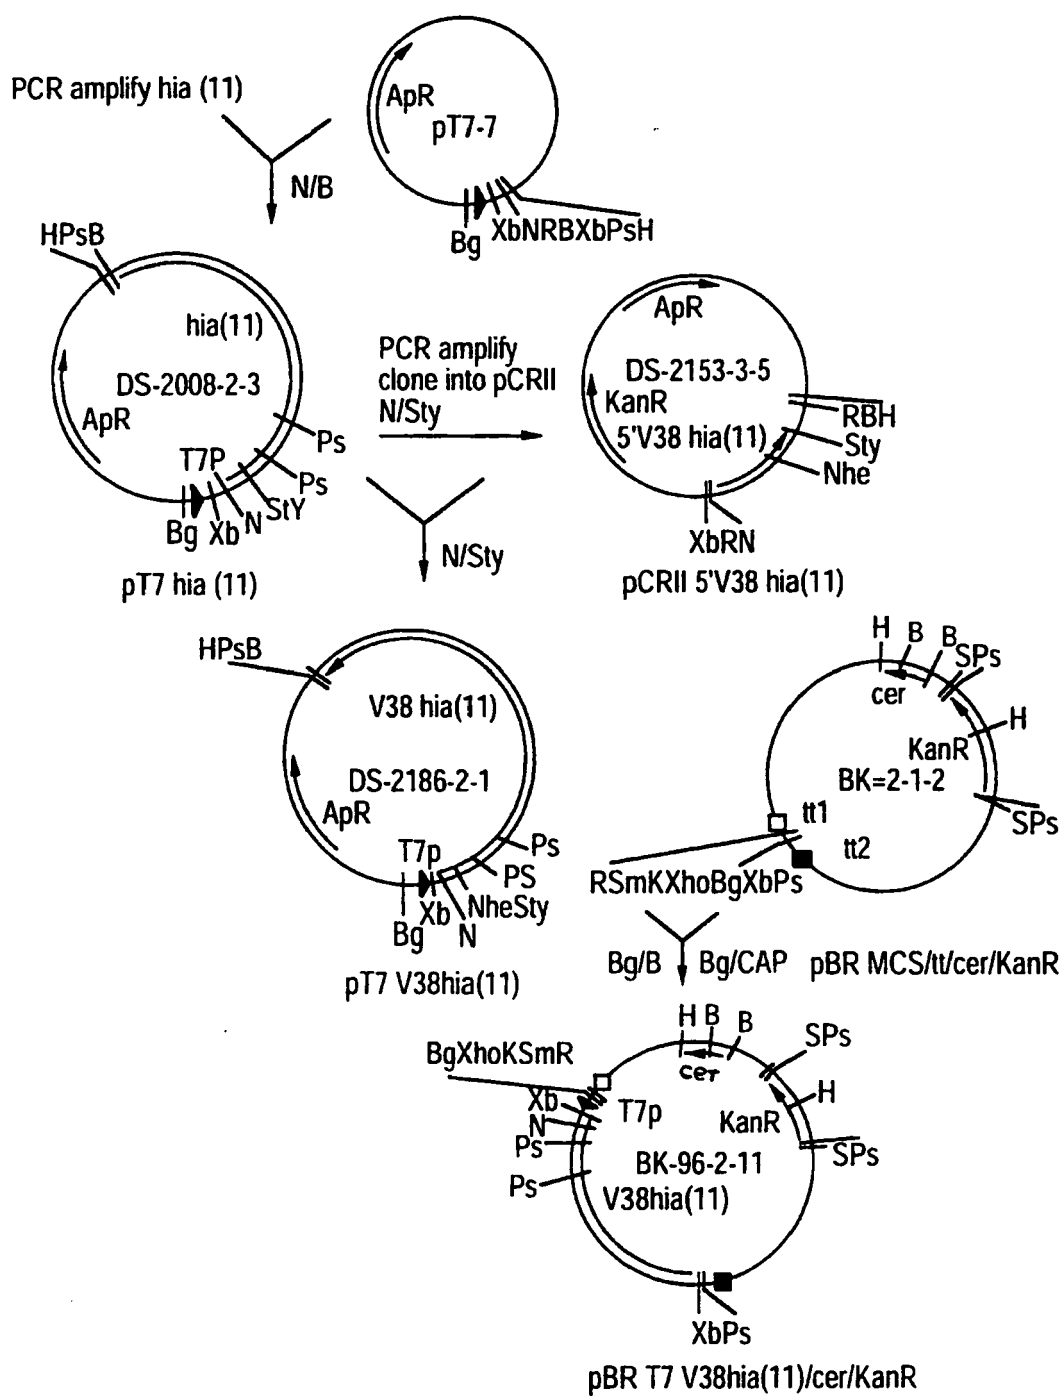 PCR amplify hia (11)
ApR
pT7-7
N/B
Bg
XbNRBXbPsH
HPsB
hia(11)
DS-2008-2-3
ApR
T7P
Ps
Ps
StY
N
Xb
Bg
pT7 hia (11)
PCR amplify
clone into pCRII
N/Sty
ApR
DS-2153-3-5
KanR
5'V38 hia(11)
RBH
Sty
Nhe
XbRN
pCRII 5'V38 hia(11)
N/Sty
HPsB
V38 hia(11)
DS-2186-2-1
ApR
T7p
Ps
PS
NheSty
Xb
N
Bg
pT7 V38hia(11)
H
B
B
SPs
cer
H
KanR
BK=2-1-2
SPs
tt1
tt2
RSmKXhoBgXbPs
Bg/B
Bg/CAP
pBR MCS/tt/cer/KanR
H
B
B
SPs
cer
BgXhoKSmR
H
Xb
T7p
N
KanR
Ps
SPs
BK-96-2-11
Ps
V38hia(11)
XbPs
pBR T7 V38hia(11)/cer/KanR